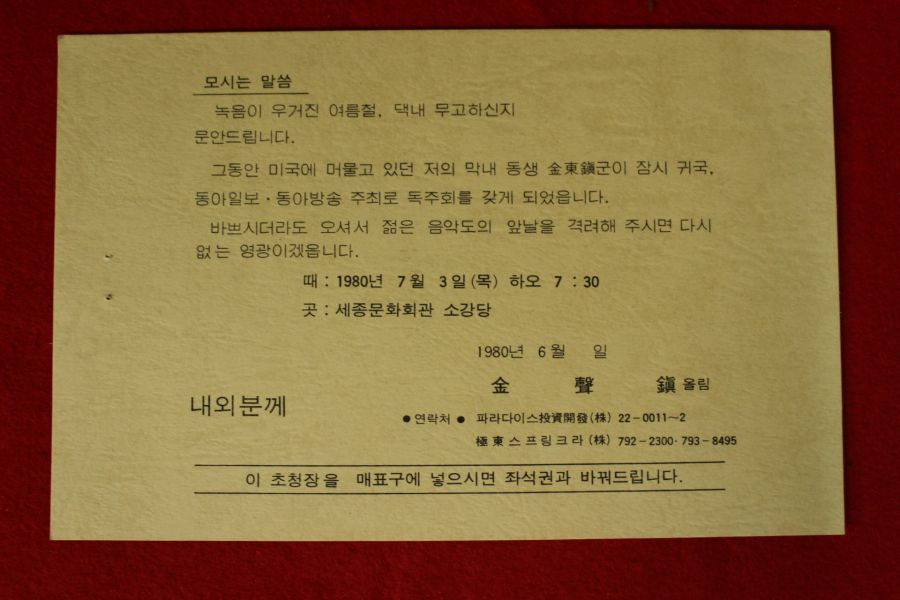 모시는 말씀
녹음이 우거진 여름철, 댁내 무고하신지
문안드립니다.
그동안 미국에 머물고 있던 저의 막내 동생 金東鎭君이 잠시 귀국,
동아일보·동아방송 주최로 독주회를 갖게 되었읍니다.
바쁘시더라도 오셔서 젊은 음악도의 앞날을 격려해 주시면 다시
없는 영광이겠읍니다.
때 : 1980년 7월 3일(목) 하오 7 : 30
곳 : 세종문화회관 소강당
1980년 6월 일
金 聲 鎭 올림
내외분께
●연락처● 파라다이스投資開發(株) 22-0011~2
極東스프링크라(株) 792-2300·793-8495
이 초청장을 매표구에 넣으시면 좌석권과 바꿔드립니다.